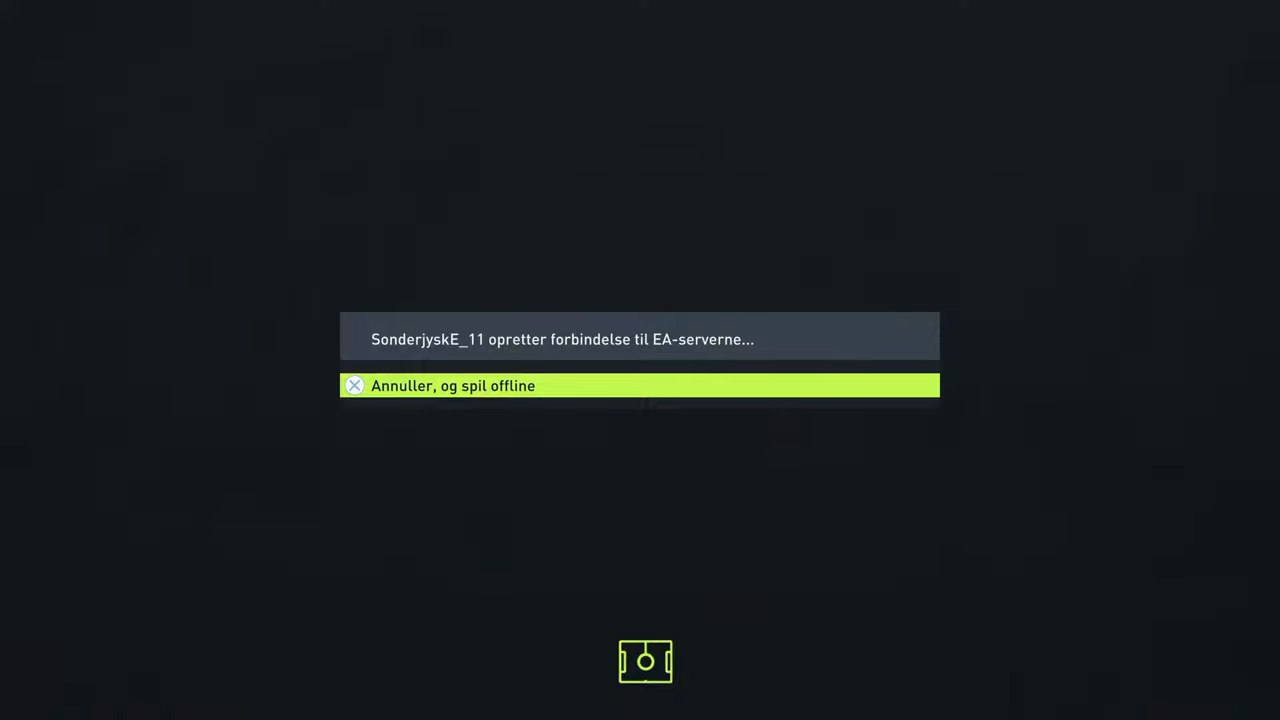 SonderjyskE_11 opretter forbindelse til EA-serverne...
Annuller, og spil offline